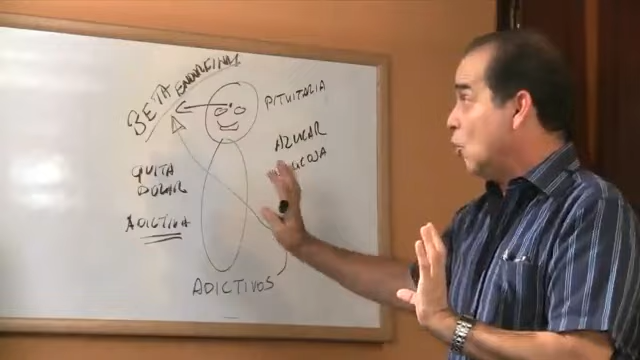 BETA ENDORFINA
PITUITARIA
AZUCAR
QUITA
DOLOR
ADICTIVA
ADICTIVOS